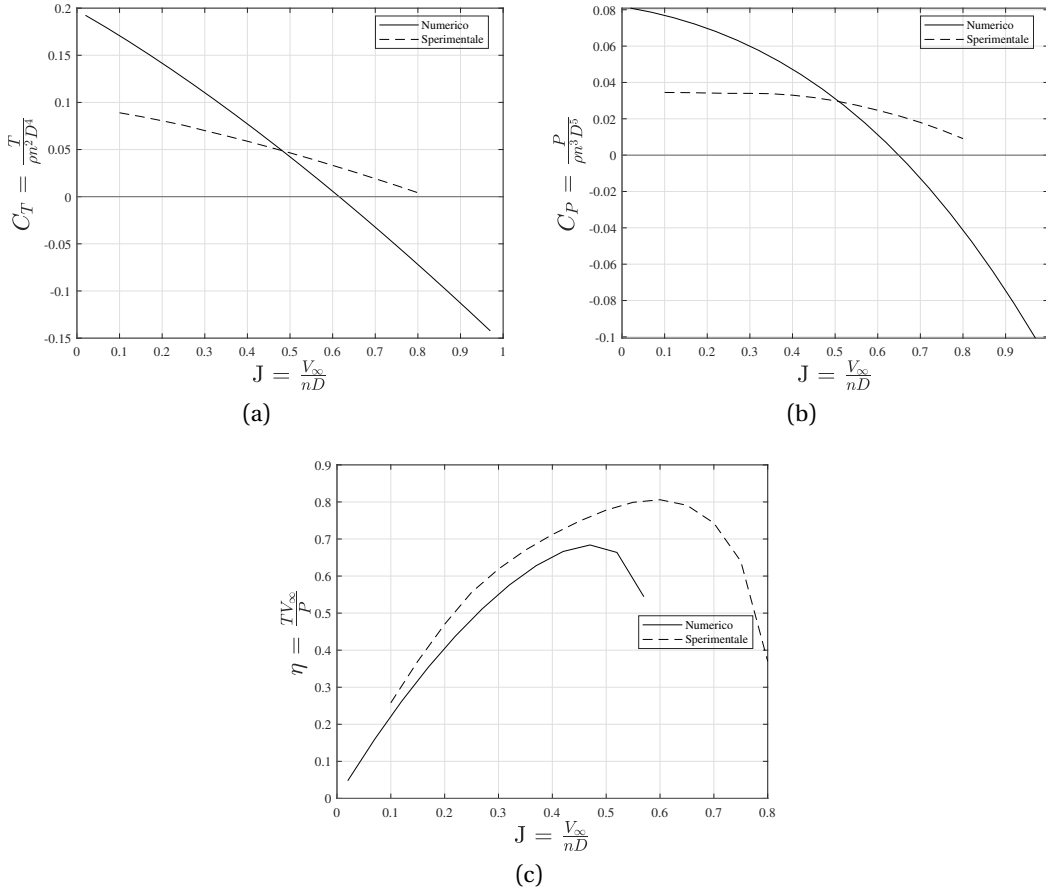 0.2
0.15
0.1
0.05
0
-0.05
-0.1
-0.15
0 0.1 0.2 0.3 0.4 0.5 0.6 0.7 0.8 0.9 1
C_T = T / ρn²D⁴
J = V∞ / nD
Numerico
Sperimentale
(a)
0.08
0.06
0.04
0.02
0
-0.02
-0.04
-0.06
-0.08
-0.1
0 0.1 0.2 0.3 0.4 0.5 0.6 0.7 0.8 0.9
C_P = P / ρn³D⁵
J = V∞ / nD
Numerico
Sperimentale
(b)
0.9
0.8
0.7
0.6
0.5
0.4
0.3
0.2
0.1
0
0 0.1 0.2 0.3 0.4 0.5 0.6 0.7 0.8
η = TV∞ / P
J = V∞ / nD
Numerico
Sperimentale
(c)